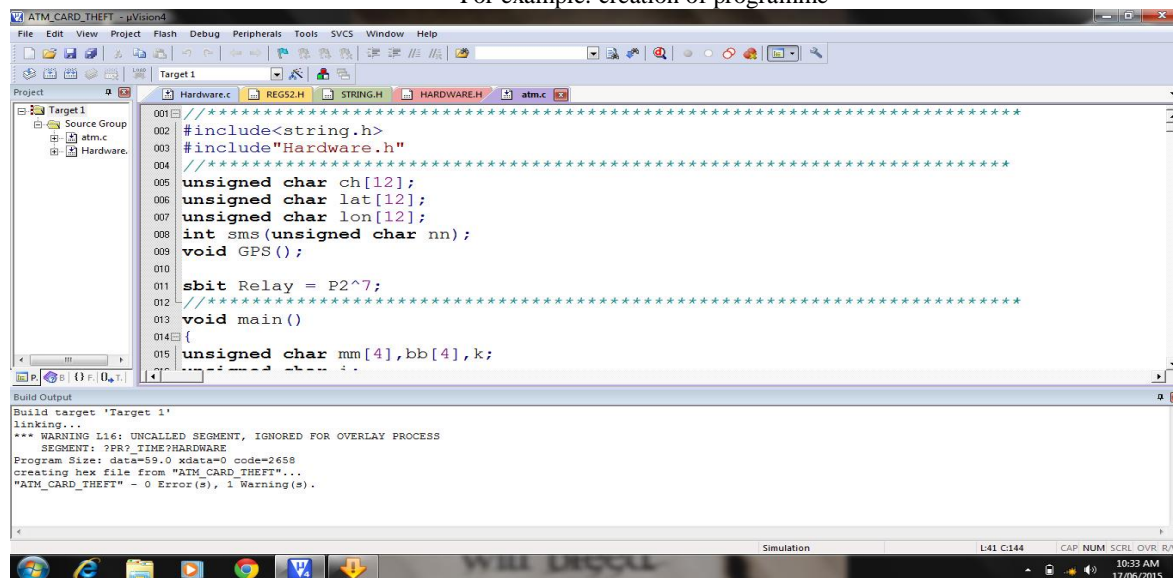 For example: creation of programme
ATM_CARD_THEFT - µVision4
File Edit View Project Flash Debug Peripherals Tools SVCS Window Help
Target 1
Project
Hardware.c REG52.H STRING.H HARDWARE.H atm.c
Target 1
Source Group
atm.c
Hardware.
001 //**********************************************************************
002 #include<string.h>
003 #include"Hardware.h"
004 //*********************************************************************
005 unsigned char ch[12];
006 unsigned char lat[12];
007 unsigned char lon[12];
008 int sms(unsigned char nn);
009 void GPS();
010
011 sbit Relay = P2^7;
012 //**********************************************************************
013 void main()
014 {
015 unsigned char mm[4],bb[4],k;
Build Output
Build target 'Target 1'
linking...
*** WARNING L16: UNCALLED SEGMENT, IGNORED FOR OVERLAY PROCESS
SEGMENT: ?PR?_TIME?HARDWARE
Program Size: data=59.0 xdata=0 code=2658
creating hex file from "ATM_CARD_THEFT"...
"ATM_CARD_THEFT" - 0 Error(s), 1 Warning(s).
Simulation L:41 C:144 CAP NUM SCRL OVR R/
10:33 AM
17/06/2015